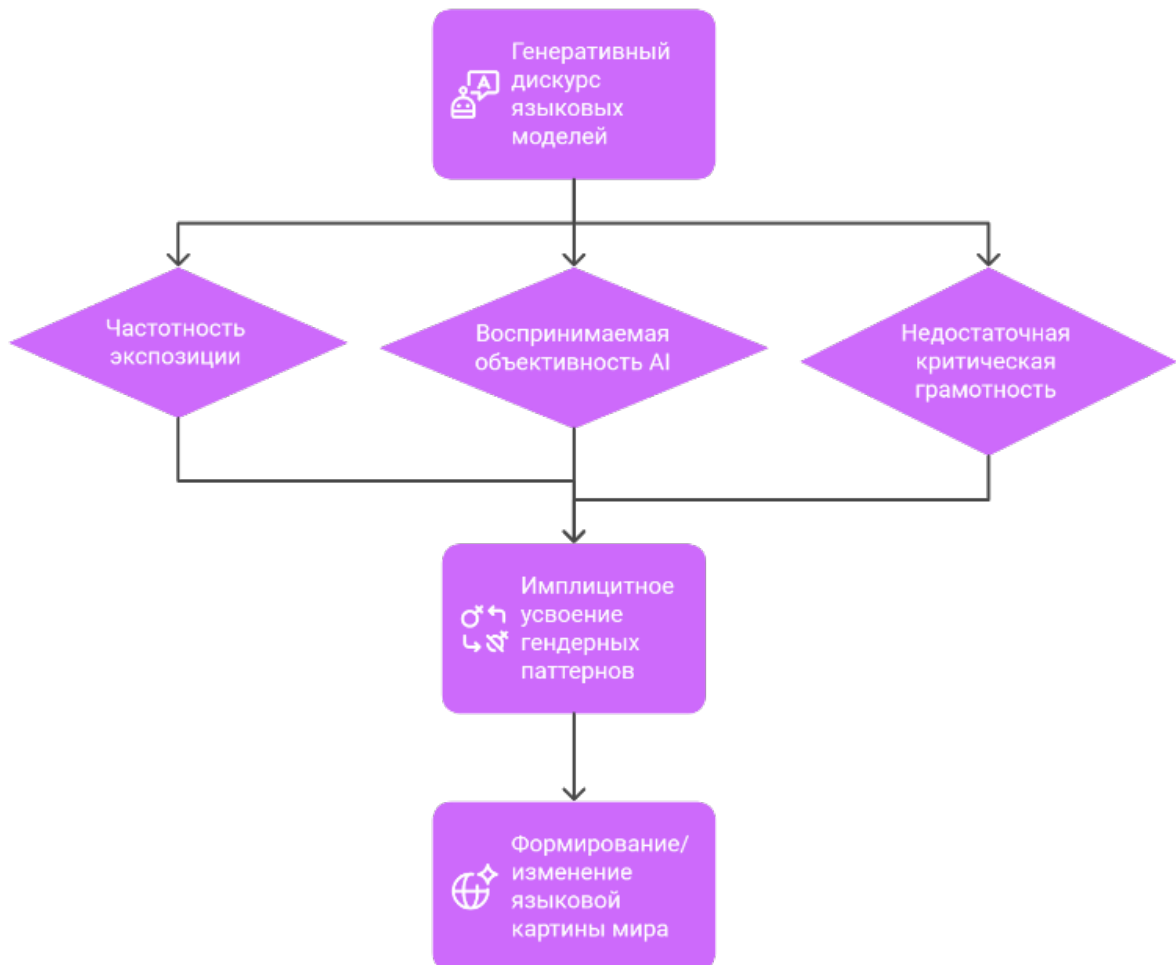 Генеративный
дискурс
языковых
моделей
Частотность
экспозиции
Воспринимаемая
объективность AI
Недостаточная
критическая
грамотность
Имплицитное
усвоение
гендерных
паттернов
Формирование/
изменение
языковой
картины мира